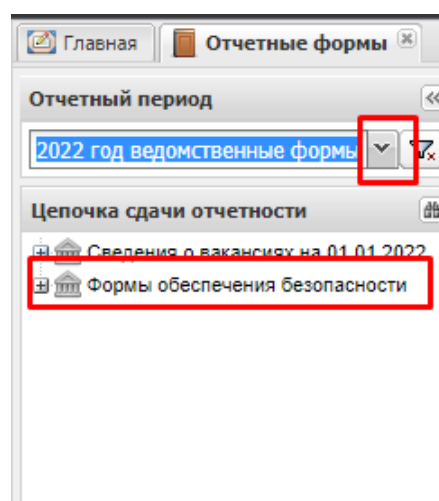 Главная Отчетные формы
Отчетный период
2022 год ведомственные формы
Цепочка сдачи отчетности
Сведения о вакансиях на 01.01.2022
Формы обеспечения безопасности